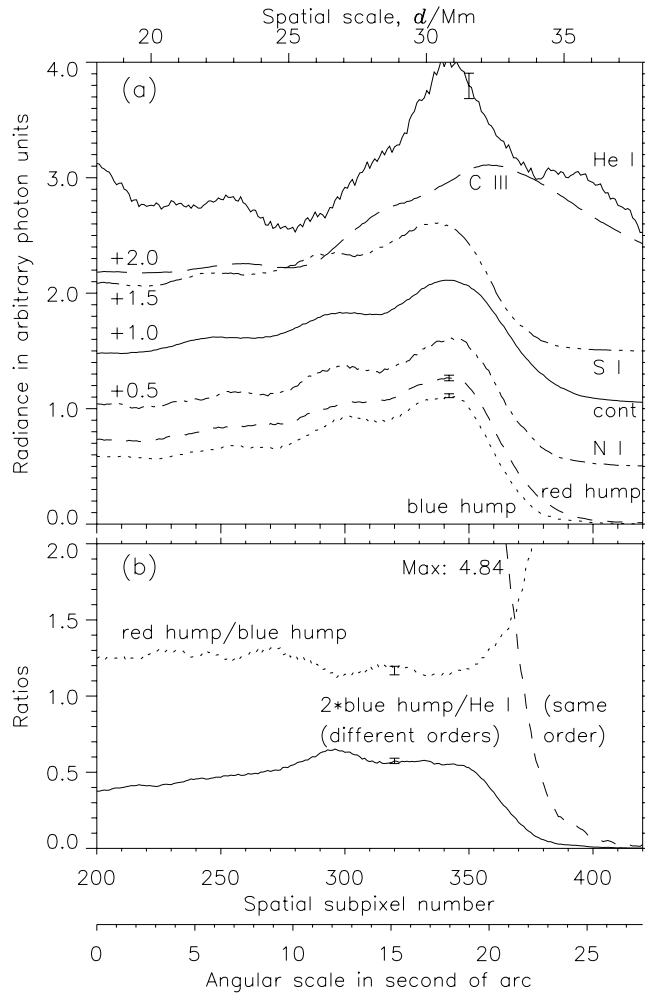 Spatial scale, d/Mm
20 25 30 35
(a)
4.0
3.0
2.0
1.0
0.0
Radiance in arbitrary photon units
He I
C III
+2.0
+1.5
+1.0
+0.5
S I
cont
N I
red hump
blue hump
(b)
2.0
1.5
1.0
0.5
0.0
Ratios
Max: 4.84
red hump/blue hump
2*blue hump/He I (same
(different orders) order)
200 250 300 350 400
Spatial subpixel number
0 5 10 15 20 25
Angular scale in second of arc